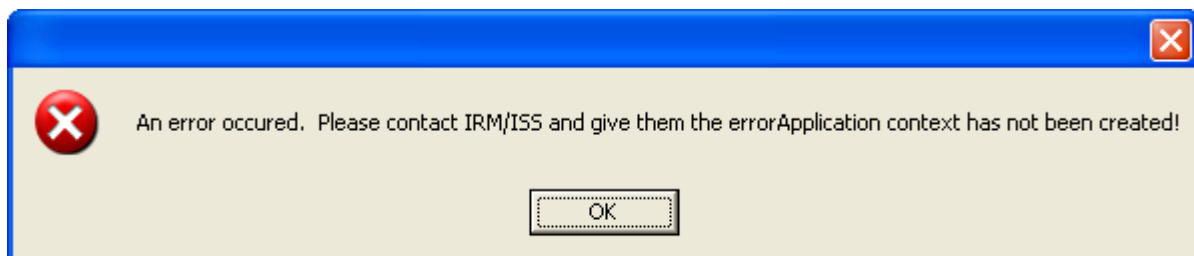 An error occured.  Please contact IRM/ISS and give them the errorApplication context has not been created!
OK